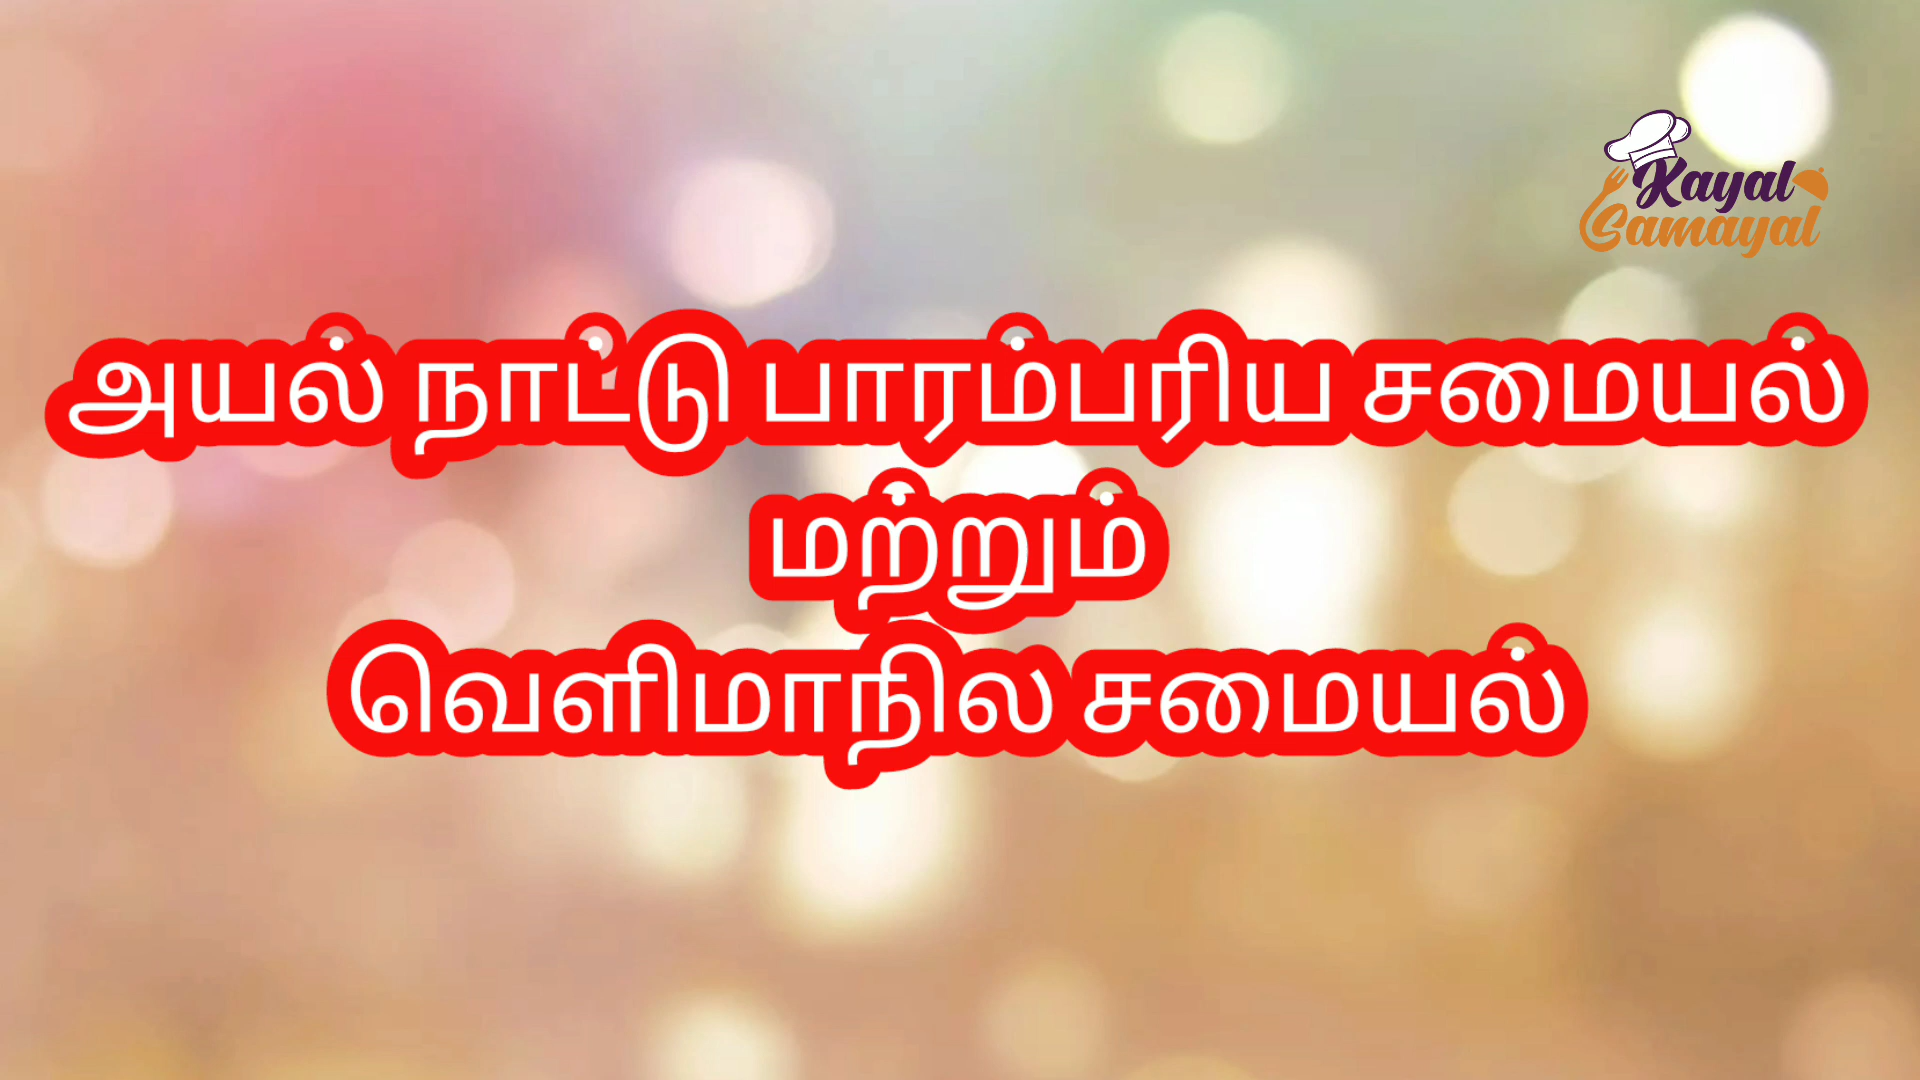 Kayal
Samayal
அயல் நாட்டு பாரம்பரிய சமையல்
மற்றும்
வெளிமாநில சமையல்